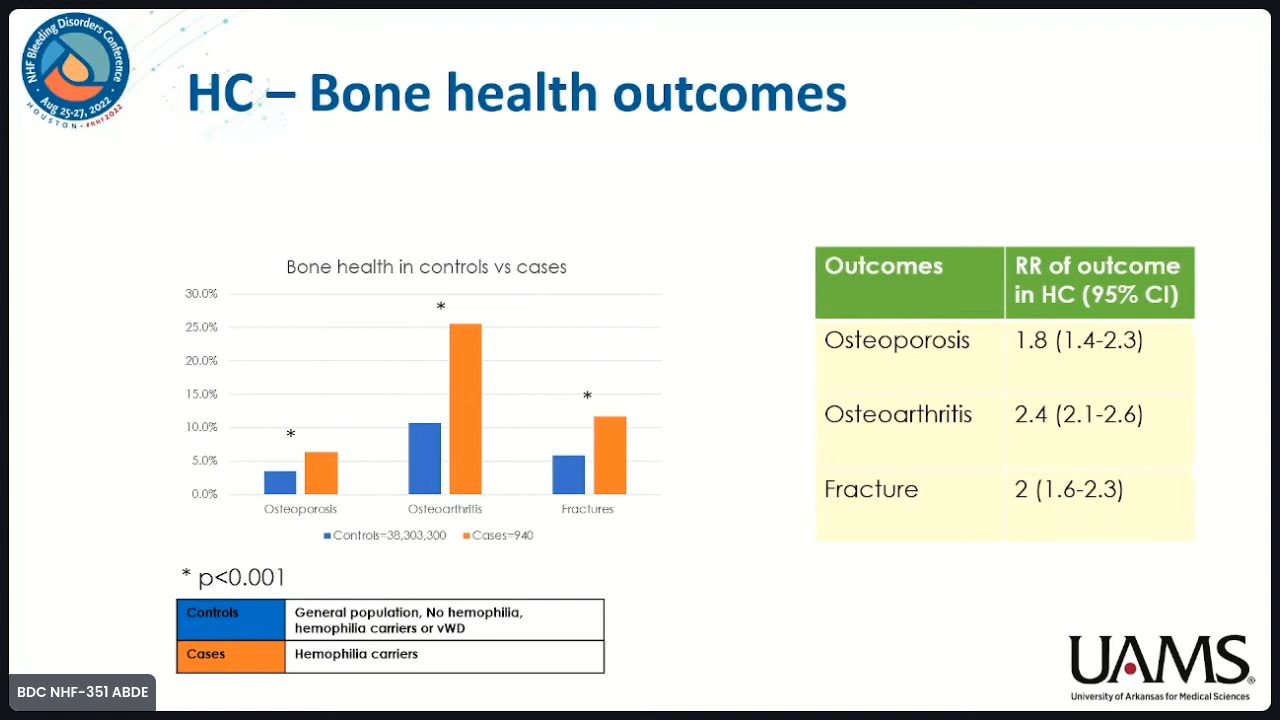 NHF Bleeding Disorders Conference
Aug 25-27, 2022
HOUSTON • #NHF2022
HC – Bone health outcomes
Bone health in controls vs cases
30.0%
25.0%
20.0%
15.0%
10.0%
5.0%
0.0%
*
*
*
Osteoporosis
Osteoarthritis
Fractures
Controls=38,303,300
Cases=940
Outcomes
RR of outcome
in HC (95% CI)
Osteoporosis
1.8 (1.4-2.3)
Osteoarthritis
2.4 (2.1-2.6)
Fracture
2 (1.6-2.3)
* p<0.001
Controls
General population, No hemophilia,
hemophilia carriers or vWD
Cases
Hemophilia carriers
BDC NHF-351 ABDE
UAMS®
University of Arkansas for Medical Sciences